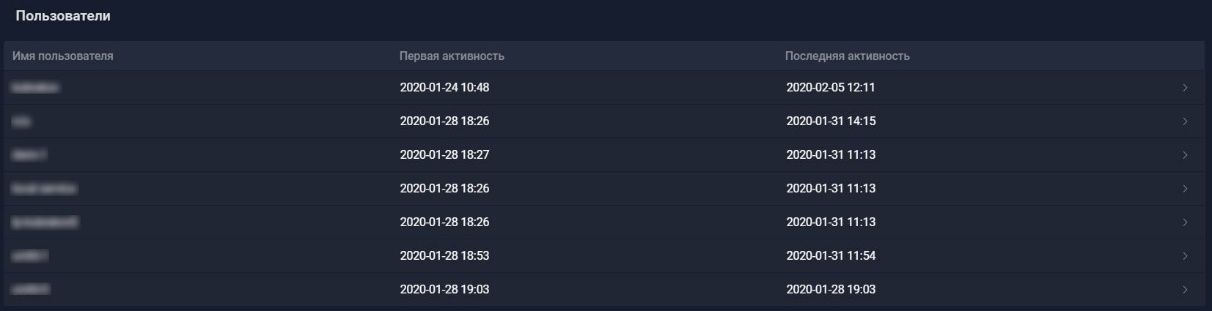 Пользователи
Имя пользователя Первая активность Последняя активность
2020-01-24 10:48 2020-02-05 12:11
2020-01-28 18:26 2020-01-31 14:15
2020-01-28 18:27 2020-01-31 11:13
2020-01-28 18:26 2020-01-31 11:13
2020-01-28 18:26 2020-01-31 11:13
2020-01-28 18:53 2020-01-31 11:54
2020-01-28 19:03 2020-01-28 19:03